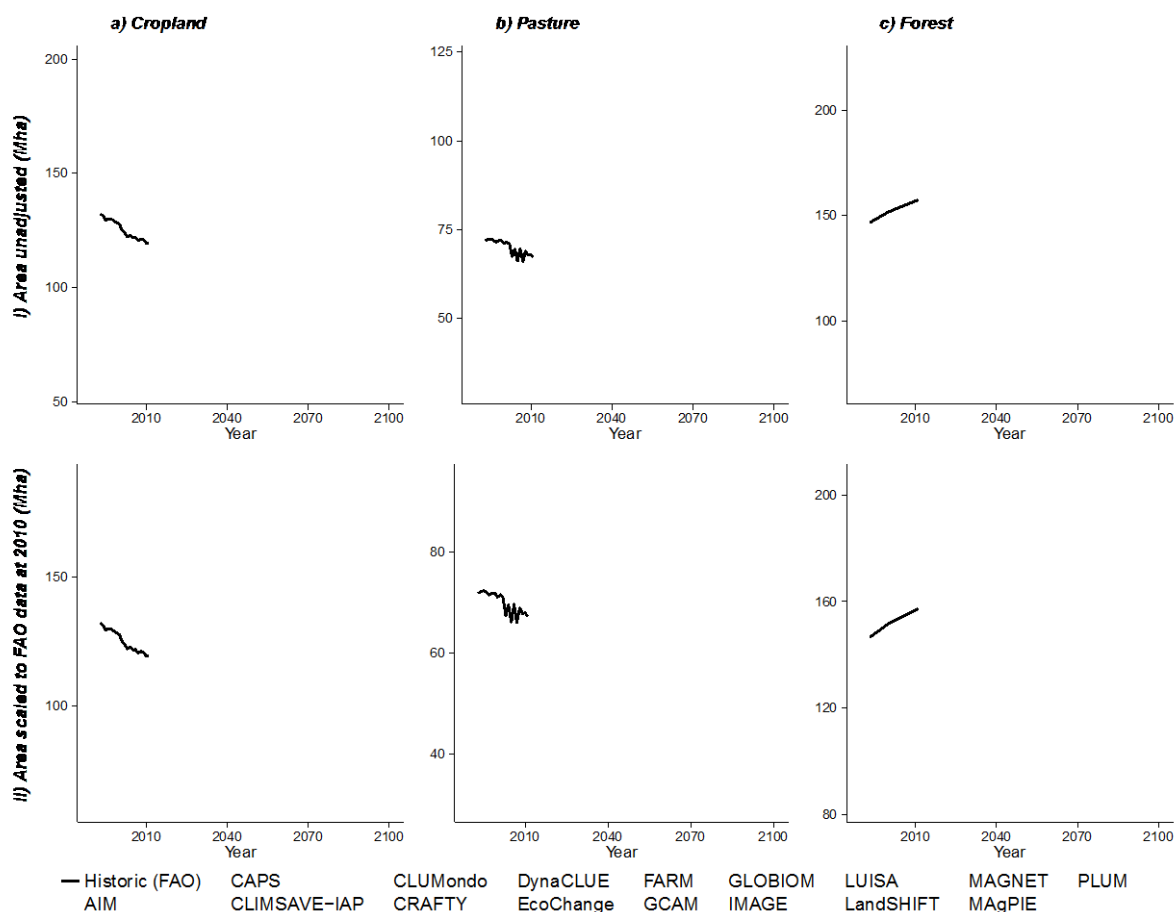 a) Cropland
b) Pasture
c) Forest
i) Area unadjusted (Mha)
200
150
100
50
2010 2040 2070 2100
Year
125
100
75
50
2010 2040 2070 2100
Year
200
150
100
2010 2040 2070 2100
Year
ii) Area scaled to FAO data at 2010 (Mha)
150
100
2010 2040 2070 2100
Year
80
60
40
2010 2040 2070 2100
Year
200
160
120
80
2010 2040 2070 2100
Year
Historic (FAO) CAPS CLUMondo DynaCLUE FARM GLOBIOM LUISA MAGNET PLUM
AIM CLIMSAVE−IAP CRAFTY EcoChange GCAM IMAGE LandSHIFT MAgPIE